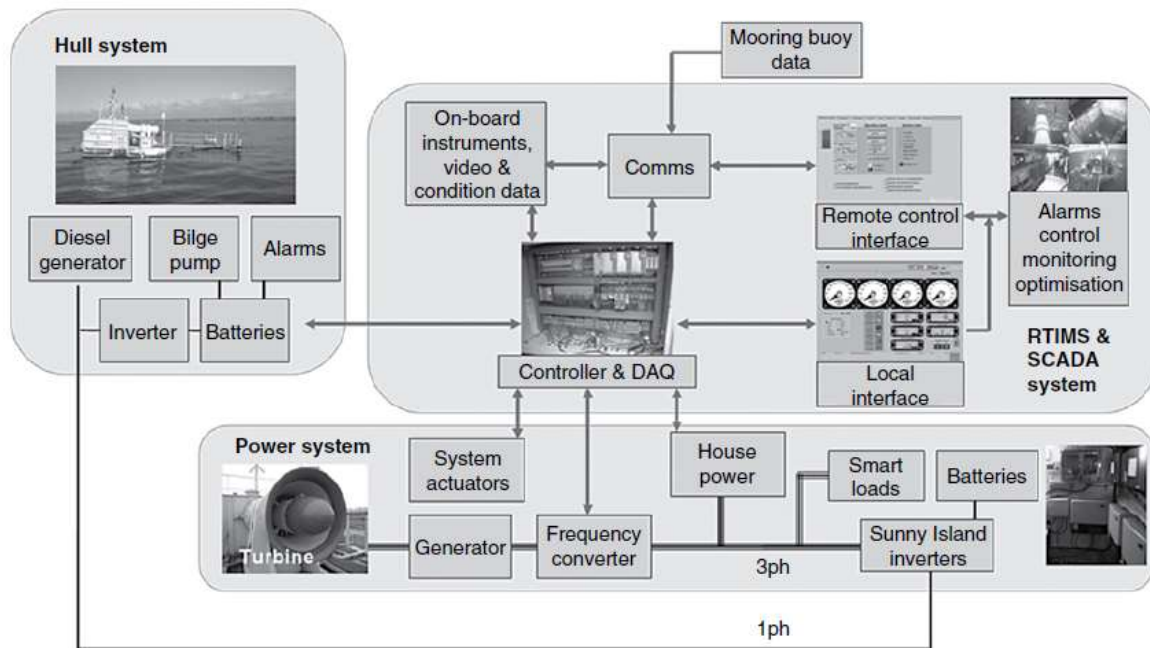 Hull system
Mooring buoy
data
On-board
instruments,
video &
condition data
Comms
Remote control
interface
Alarms
control
monitoring
optimisation
Diesel
generator
Bilge
pump
Alarms
Inverter
Batteries
Controller & DAQ
Local
interface
RTIMS &
SCADA
system
Power system
System
actuators
House
power
Smart
loads
Batteries
Turbine
Generator
Frequency
converter
Sunny Island
inverters
3ph
1ph